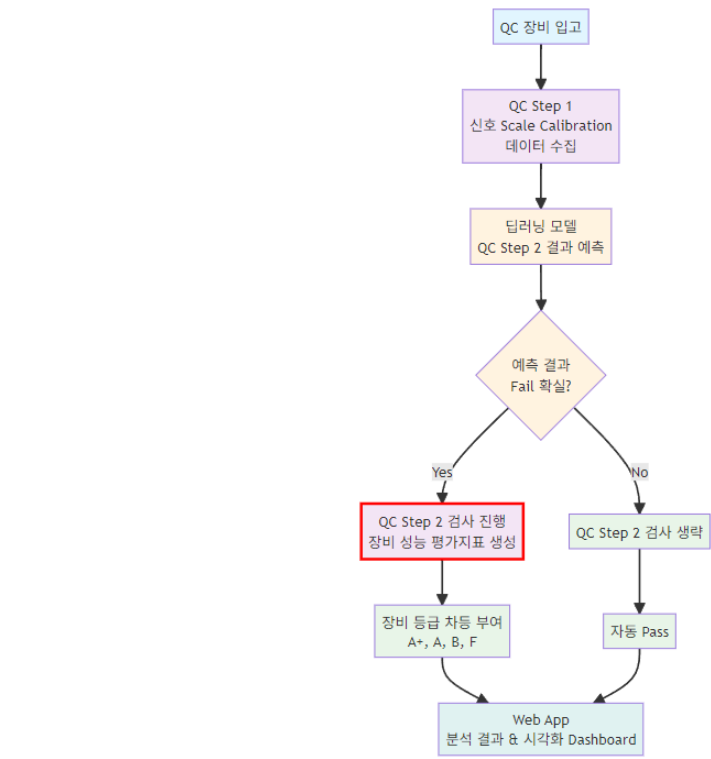 QC 장비 입고
QC Step 1
신호 Scale Calibration
데이터 수집
딥러닝 모델
QC Step 2 결과 예측
예측 결과
Fail 확실?
Yes
No
QC Step 2 검사 진행
장비 성능 평가지표 생성
QC Step 2 검사 생략
장비 등급 차등 부여
A+, A, B, F
자동 Pass
Web App
분석 결과 & 시각화 Dashboard